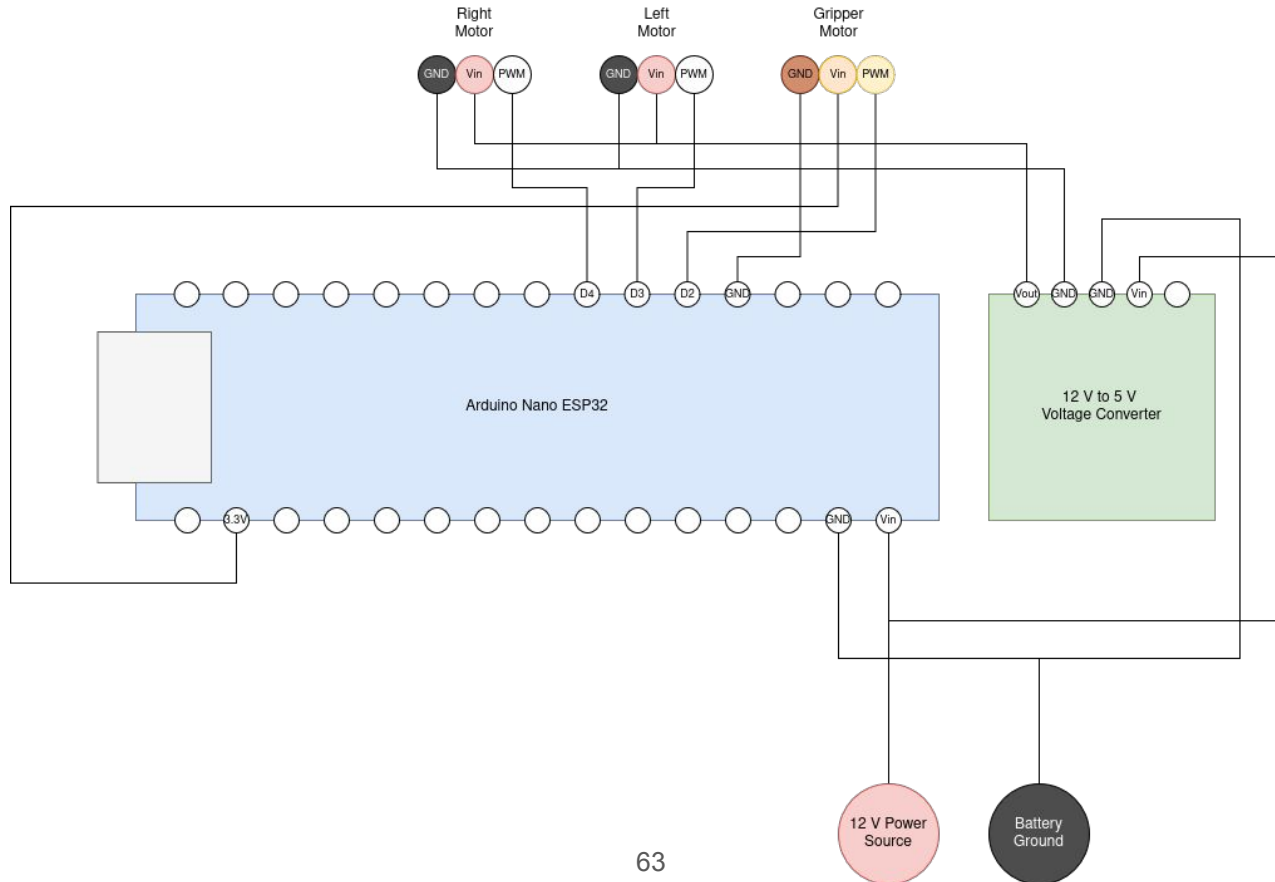 Right
Motor
Left
Motor
Gripper
Motor
GND Vin PWM
GND Vin PWM
GND Vin PWM
D4 D3 D2 GND
Vout GND GND Vin
Arduino Nano ESP32
12 V to 5 V
Voltage Converter
3.3V
GND Vin
12 V Power
Source
Battery
Ground
63